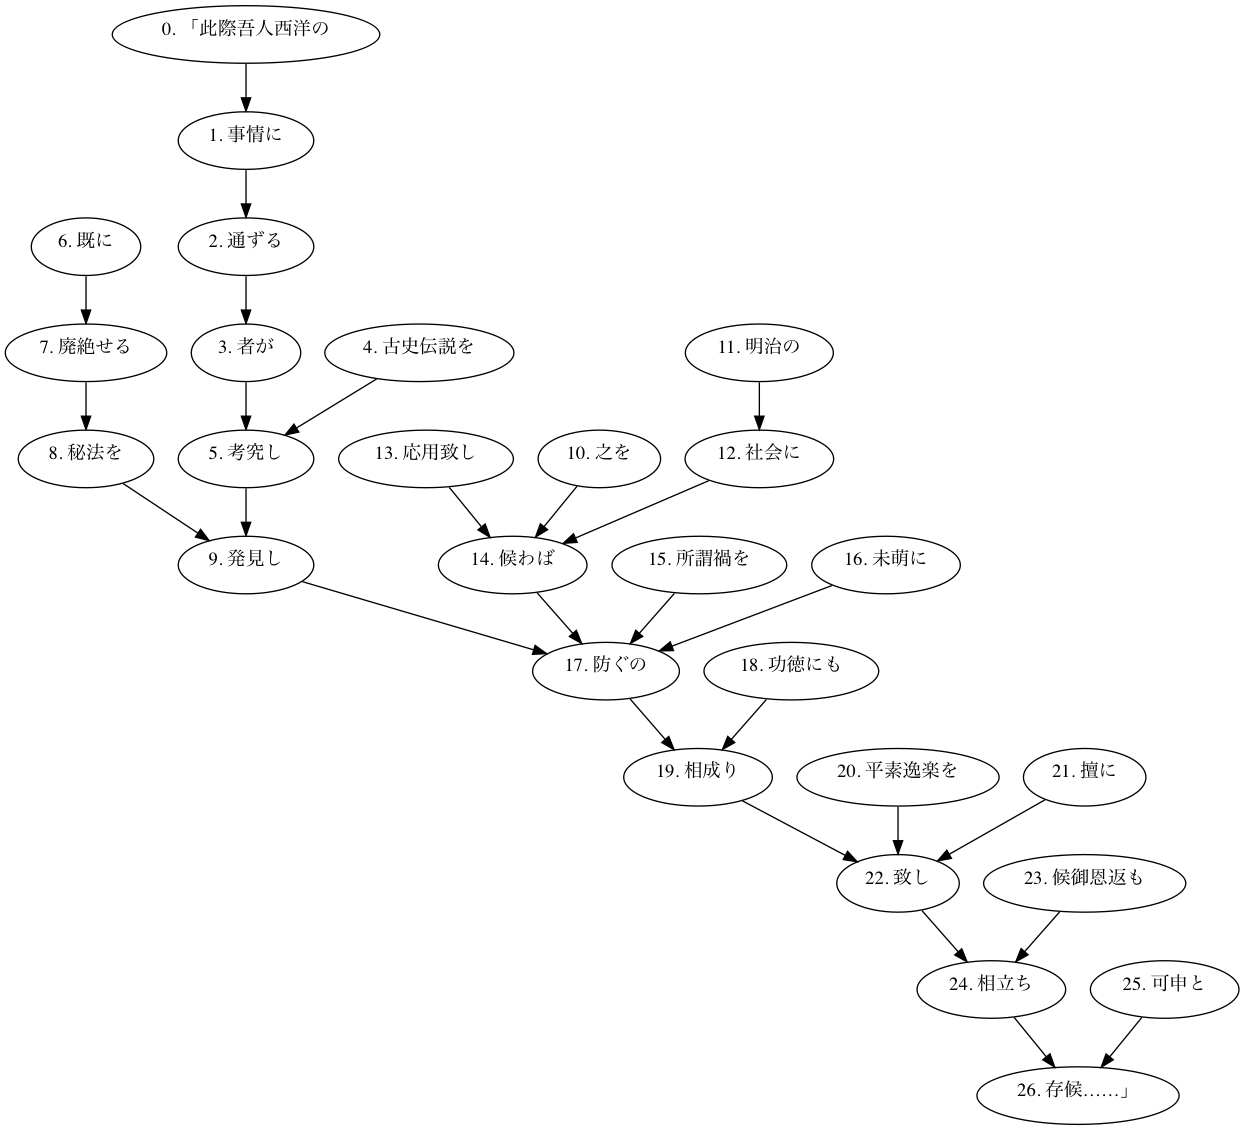 0. 「此際吾人西洋の
1. 事情に
6. 既に
2. 通ずる
7. 廃絶せる
3. 者が
4. 古史伝説を
11. 明治の
8. 秘法を
5. 考究し
13. 応用致し
10. 之を
12. 社会に
9. 発見し
14. 候わば
15. 所謂禍を
16. 未萌に
17. 防ぐの
18. 功徳にも
19. 相成り
20. 平素逸楽を
21. 擅に
22. 致し
23. 候御恩返も
24. 相立ち
25. 可申と
26. 存候……」